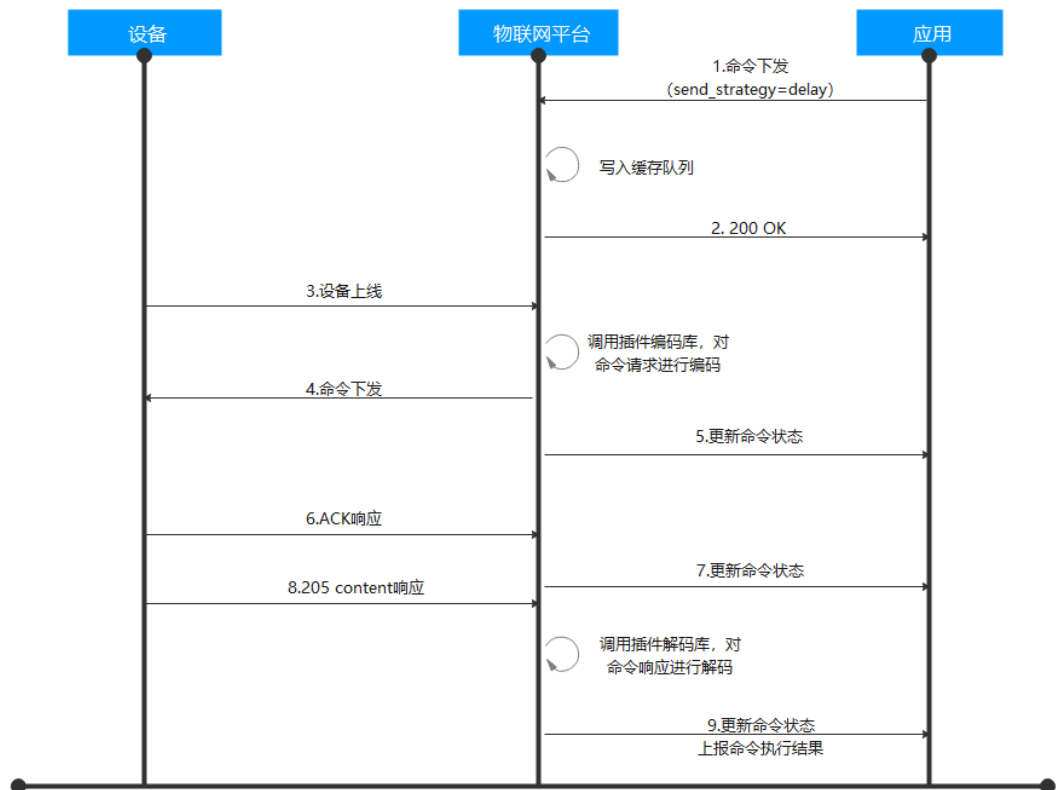 设备
物联网平台
应用
1.命令下发
（send_strategy=delay）
写入缓存队列
2. 200 OK
3.设备上线
调用插件编码库，对
命令请求进行编码
4.命令下发
5.更新命令状态
6.ACK响应
7.更新命令状态
8.205 content响应
调用插件解码库，对
命令响应进行解码
9.更新命令状态
上报命令执行结果